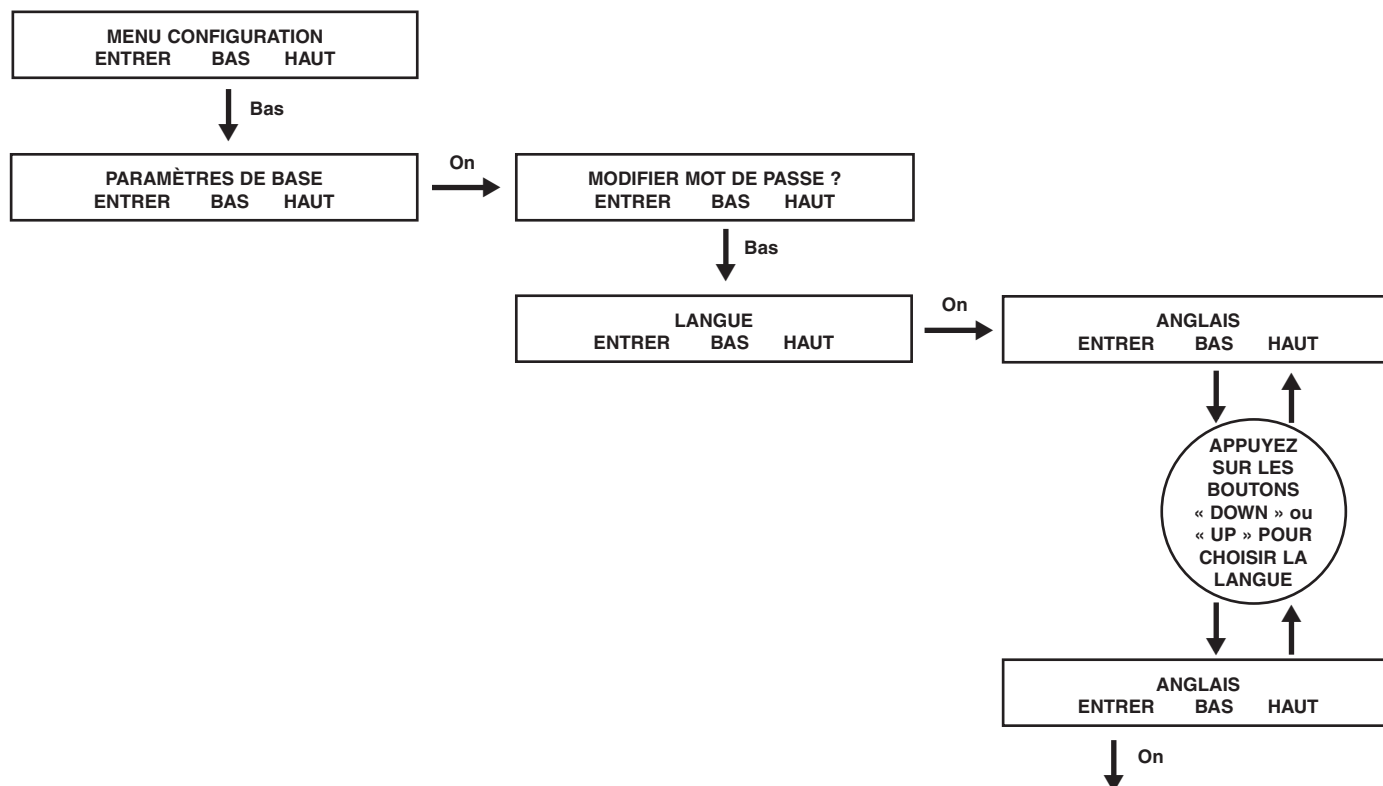 MENU CONFIGURATION
ENTRER BAS HAUT
Bas
PARAMÈTRES DE BASE
ENTRER BAS HAUT
On
MODIFIER MOT DE PASSE ?
ENTRER BAS HAUT
Bas
LANGUE
ENTRER BAS HAUT
On
ANGLAIS
ENTRER BAS HAUT
APPUYEZ
SUR LES
BOUTONS
« DOWN » ou
« UP » POUR
CHOISIR LA
LANGUE
ANGLAIS
ENTRER BAS HAUT
On